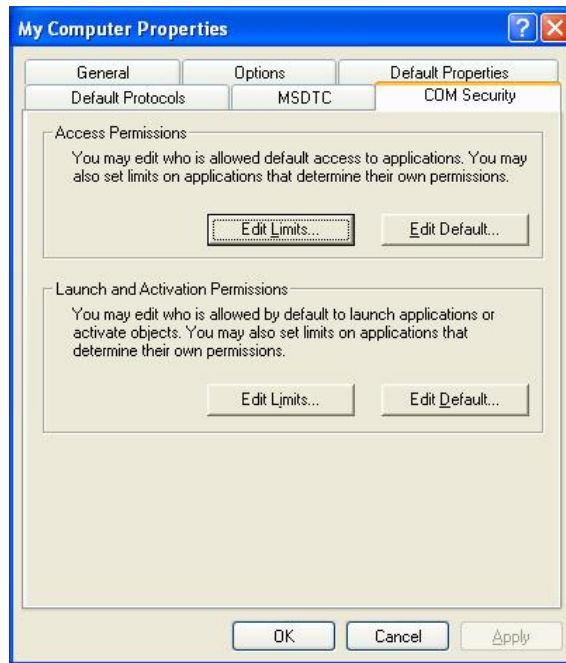 My Computer Properties
General Options Default Properties
Default Protocols MSDTC COM Security
Access Permissions
You may edit who is allowed default access to applications. You may
also set limits on applications that determine their own permissions.
Edit Limits... Edit Default...
Launch and Activation Permissions
You may edit who is allowed by default to launch applications or
activate objects. You may also set limits on applications that
determine their own permissions.
Edit Limits... Edit Default...
OK Cancel Apply